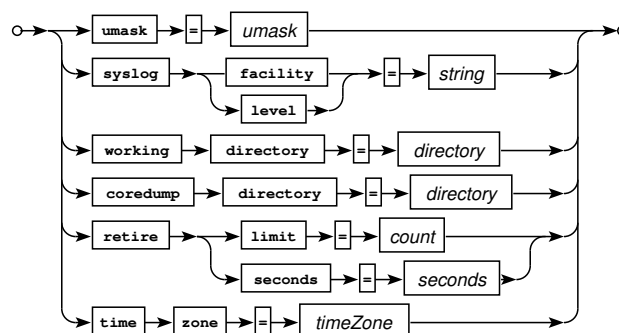 umask = umask
syslog facility = string
level
working directory = directory
coredump directory = directory
retire limit = count
seconds = seconds
time zone = timeZone